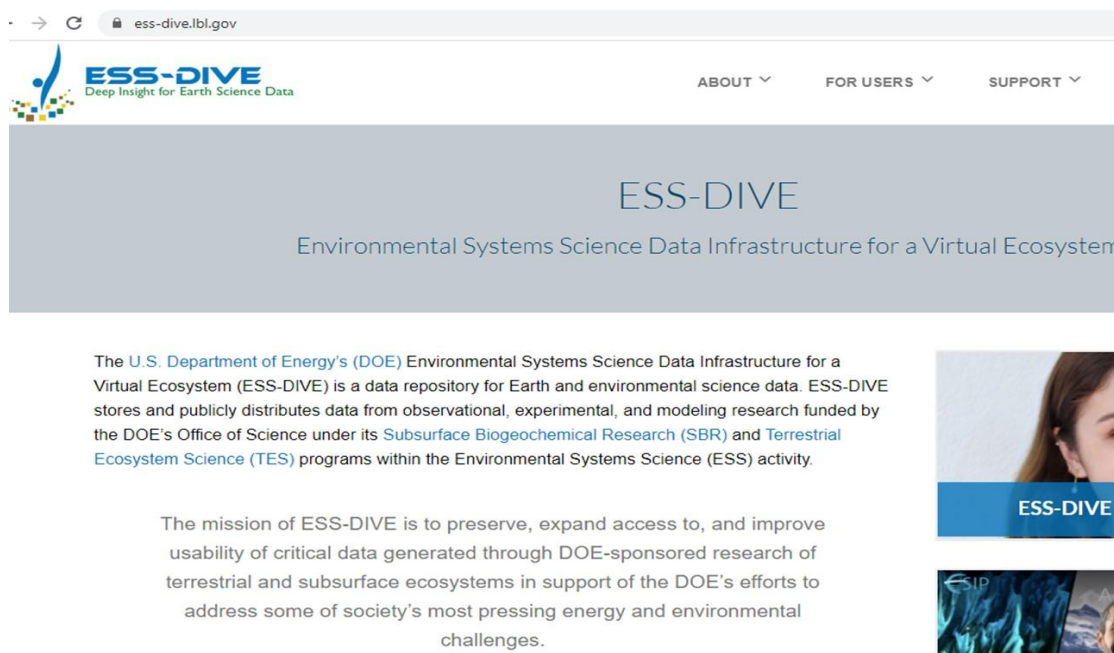 ess-dive.lbl.gov
ESS-DIVE
Deep Insight for Earth Science Data
ABOUT
FOR USERS
SUPPORT
ESS-DIVE
Environmental Systems Science Data Infrastructure for a Virtual Ecosystem
The U.S. Department of Energy's (DOE) Environmental Systems Science Data Infrastructure for a
Virtual Ecosystem (ESS-DIVE) is a data repository for Earth and environmental science data. ESS-DIVE
stores and publicly distributes data from observational, experimental, and modeling research funded by
the DOE's Office of Science under its Subsurface Biogeochemical Research (SBR) and Terrestrial
Ecosystem Science (TES) programs within the Environmental Systems Science (ESS) activity.
The mission of ESS-DIVE is to preserve, expand access to, and improve
usability of critical data generated through DOE-sponsored research of
terrestrial and subsurface ecosystems in support of the DOE's efforts to
address some of society's most pressing energy and environmental
challenges.
ESS-DIVE
ESIP